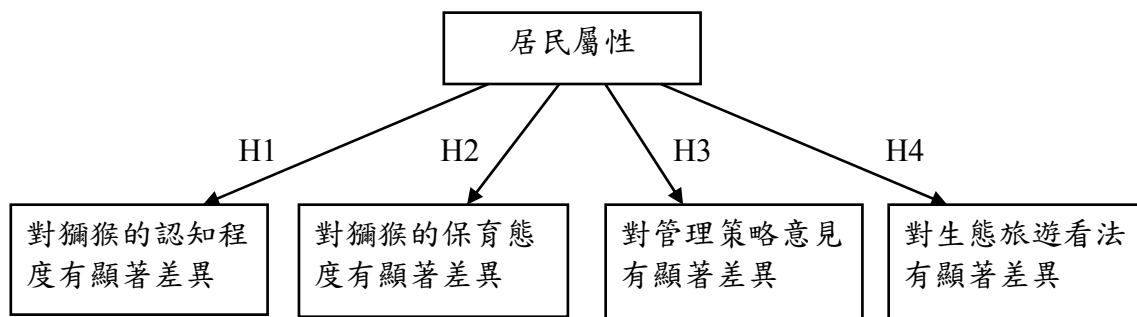 居民屬性
H1
H2
H3
H4
對獼猴的認知程
度有顯著差異
對獼猴的保育態
度有顯著差異
對管理策略意見
有顯著差異
對生態旅遊看法
有顯著差異